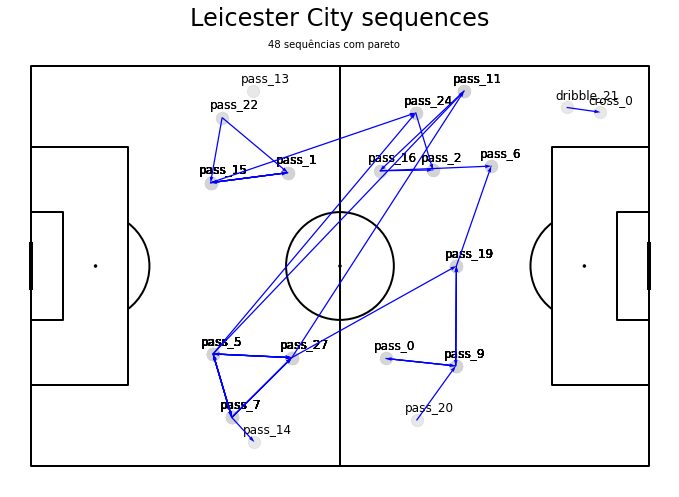 Leicester City sequences
48 sequências com pareto
pass_13
pass_11
dribble_21
cross_0
pass_22
pass_24
pass_15
pass_1
pass_16
pass_2
pass_6
pass_19
pass_5
pass_27
pass_0
pass_9
pass_7
pass_20
pass_14